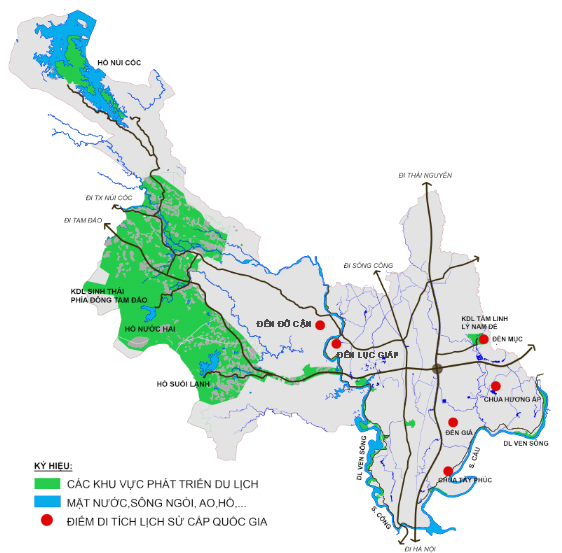 HỒ NÚI CỐC
ĐI THÁI NGUYÊN
ĐI TX NÚI CỐC
ĐI TAM ĐẢO
ĐI SÔNG CÔNG
KDL SINH THÁI
PHÍA ĐÔNG TAM ĐẢO
HỒ NƯỚC HAI
ĐỀN ĐỠ CẬN
ĐỀN LỤC GIÁP
KDL TÂM LINH
LÝ NAM ĐẾ
ĐỀN MỤC
HỒ SUỐI LẠNH
CHÙA HƯƠNG ẤP
ĐỀN GIÁ
DL VEN SÔNG
DL VEN SÔNG
S. CẦU
CHÙA TÂY PHÚC
S. CÔNG
ĐI HÀ NỘI
KÝ HIỆU:
CÁC KHU VỰC PHÁT TRIỂN DU LỊCH
MẶT NƯỚC,SÔNG NGÒI, AO,HỒ,...
ĐIỂM DI TÍCH LỊCH SỬ CẤP QUỐC GIA